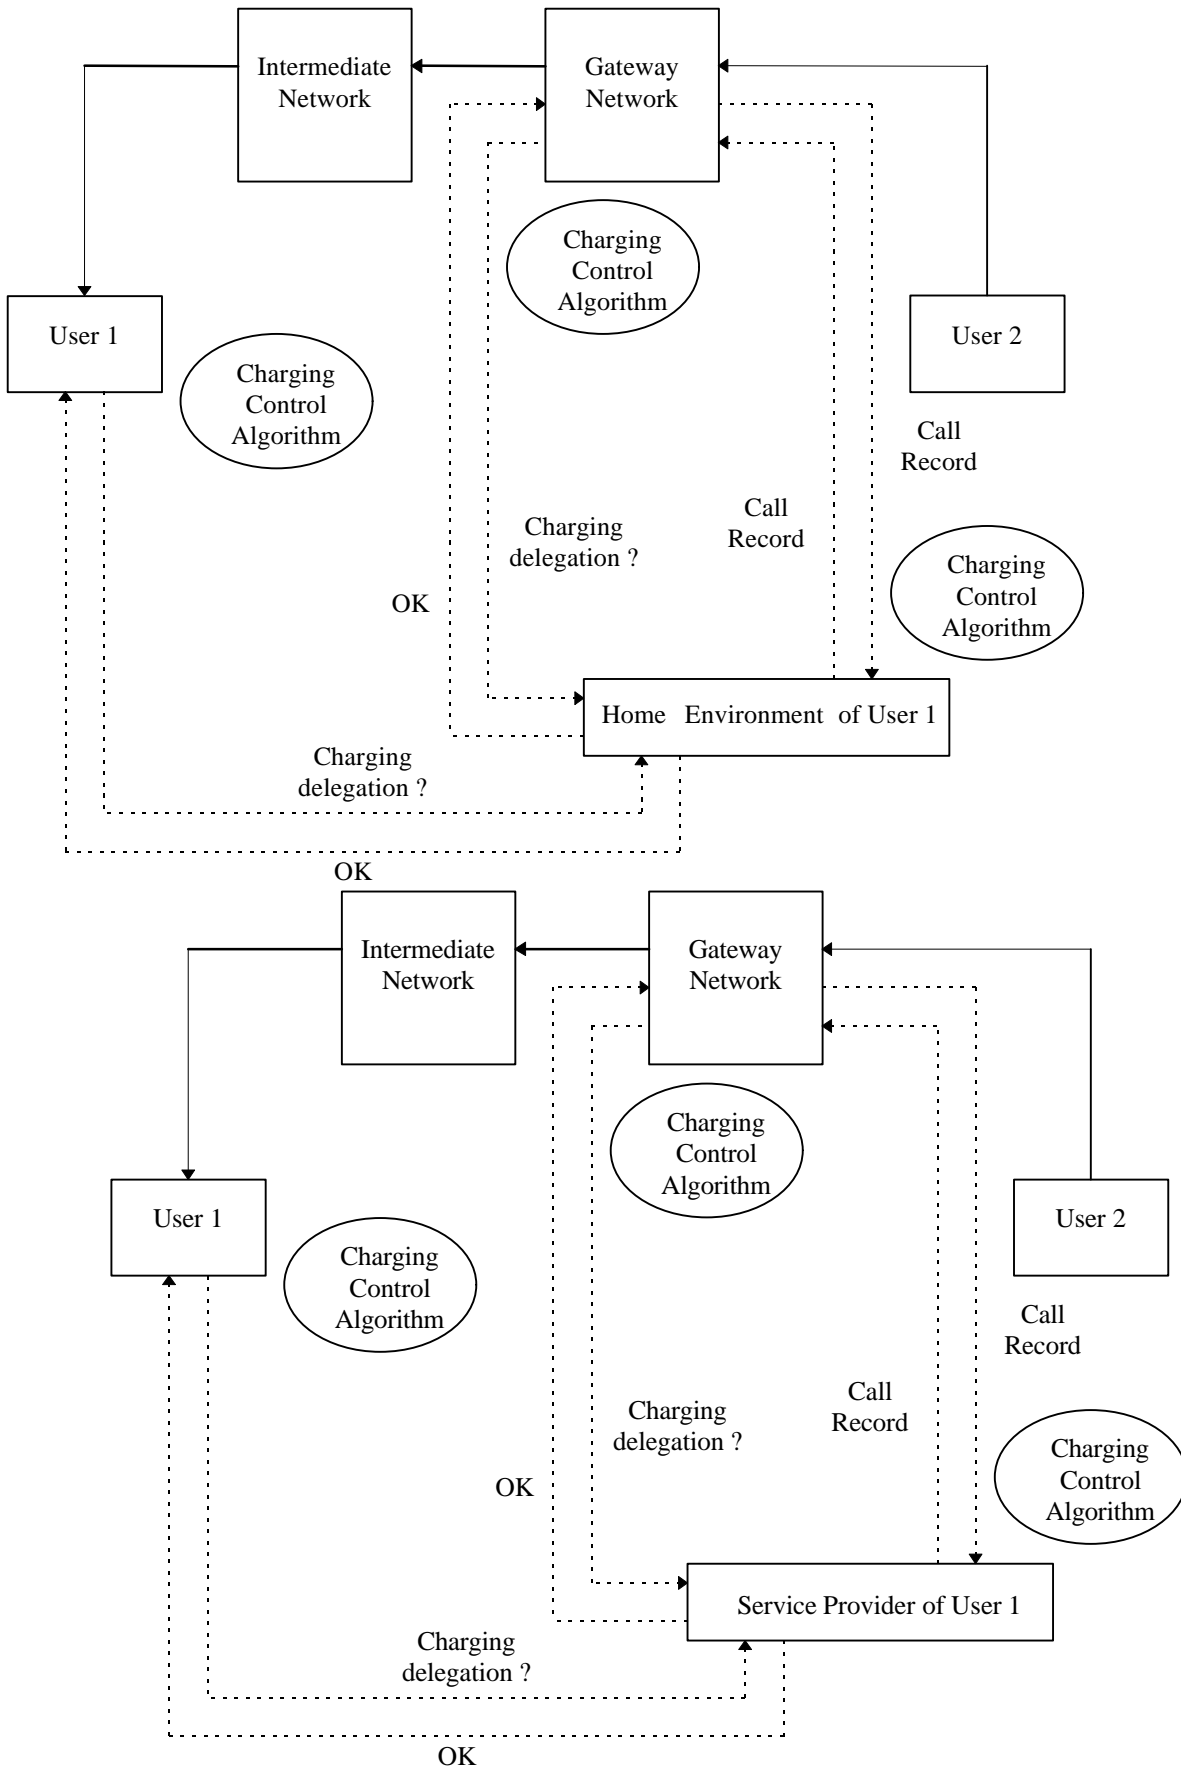 Intermediate
Network
Gateway
Network
Charging
Control
Algorithm
User 1
User 2
Charging
Control
Algorithm
Call
Record
Call
Record
Charging
delegation ?
Charging
Control
Algorithm
OK
Home Environment of User 1
Charging
delegation ?
OK
Intermediate
Network
Gateway
Network
Charging
Control
Algorithm
User 1
User 2
Charging
Control
Algorithm
Call
Record
Call
Record
Charging
delegation ?
Charging
Control
Algorithm
OK
Service Provider of User 1
Charging
delegation ?
OK